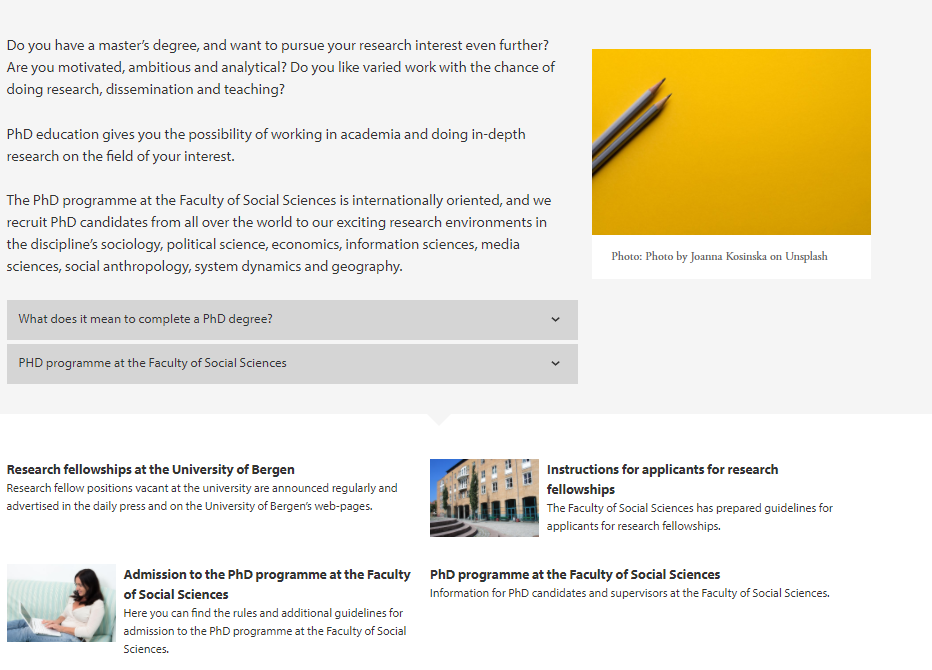 Do you have a master's degree, and want to pursue your research interest even further?
Are you motivated, ambitious and analytical? Do you like varied work with the chance of
doing research, dissemination and teaching?
PhD education gives you the possibility of working in academia and doing in-depth
research on the field of your interest.
The PhD programme at the Faculty of Social Sciences is internationally oriented, and we
recruit PhD candidates from all over the world to our exciting research environments in
the discipline's sociology, political science, economics, information sciences, media
sciences, social anthropology, system dynamics and geography.
Photo: Photo by Joanna Kosinska on Unsplash
What does it mean to complete a PhD degree?
PHD programme at the Faculty of Social Sciences
Research fellowships at the University of Bergen
Research fellow positions vacant at the university are announced regularly and
advertised in the daily press and on the University of Bergen's web-pages.
Instructions for applicants for research
fellowships
The Faculty of Social Sciences has prepared guidelines for
applicants for research fellowships.
Admission to the PhD programme at the Faculty
of Social Sciences
Here you can find the rules and additional guidelines for
admission to the PhD programme at the Faculty of Social
Sciences.
PhD programme at the Faculty of Social Sciences
Information for PhD candidates and supervisors at the Faculty of Social Sciences.